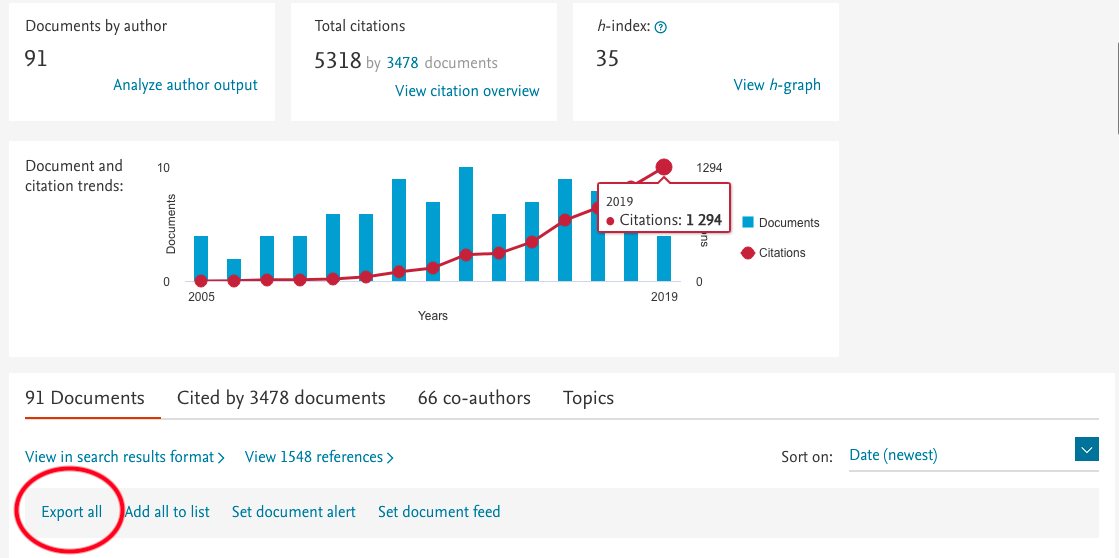 Documents by author
91
Analyze author output
Total citations
5318 by 3478 documents
View citation overview
h-index:
35
View h-graph
Document and
citation trends:
10
0
Documents
2005
2019
Years
1294
0
2019
Citations: 1 294
Documents
Citations
91 Documents
Cited by 3478 documents
66 co-authors
Topics
View in search results format >
View 1548 references >
Sort on:
Date (newest)
Export all
Add all to list
Set document alert
Set document feed